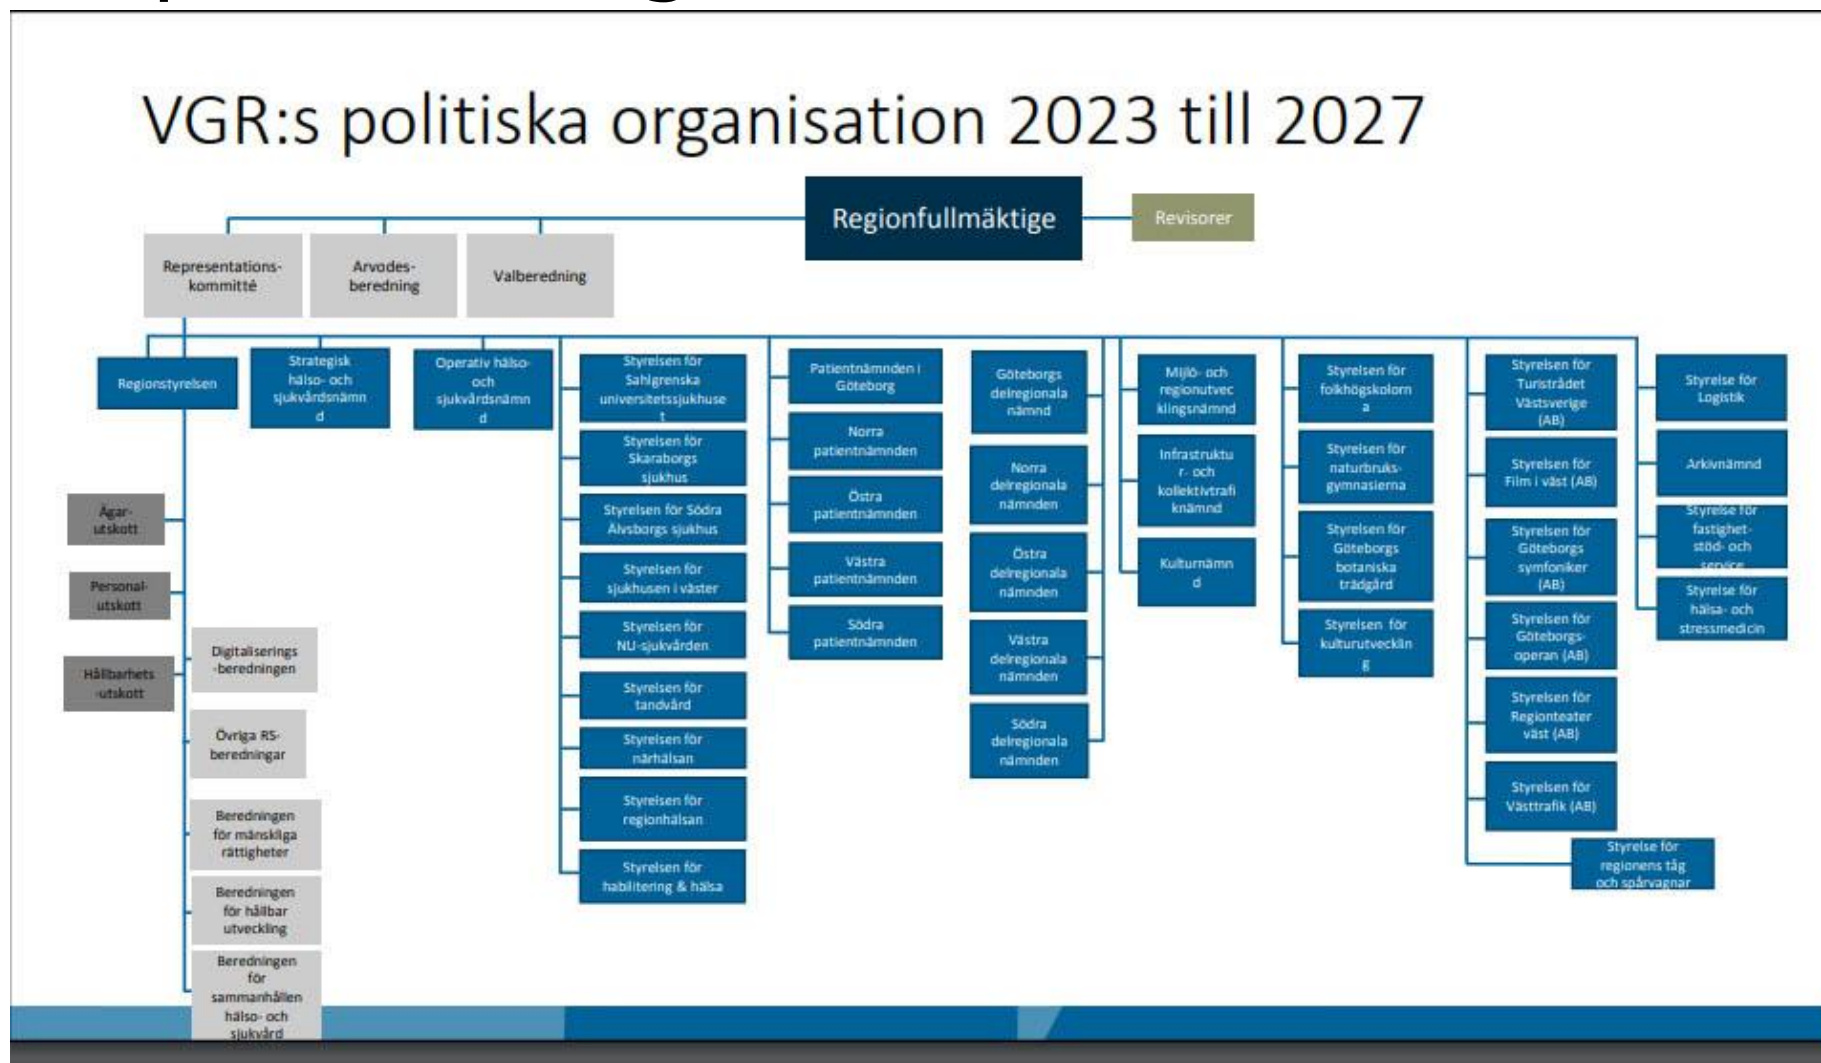 VGR:s politiska organisation 2023 till 2027
Regionfullmäktige
Revisorer
Representations-
kommitté
Arvodes-
beredning
Valberedning
Regionstyrelsen
Strategisk
hälso- och
sjukvårdsnämn
d
Operativ hälso-
och
sjukvårdsnämn
d
Ägar-
utskott
Personal-
utskott
Hållbarhets
-utskott
Digitaliserings
-beredningen
Övriga RS-
beredningar
Beredningen
för mänskliga
rättigheter
Beredningen
för hållbar
utveckling
Beredningen
för
sammanhållen
hälso- och
sjukvård
Styrelsen för
Sahlgrenska
universitetssjukhuse
t
Styrelsen för
Skaraborgs
sjukhus
Styrelsen för Södra
Älvsborgs sjukhus
Styrelsen för
sjukhusen i väster
Styrelsen för
NU-sjukvården
Styrelsen för
tandvård
Styrelsen för
närhälsan
Styrelsen för
regionhälsan
Styrelsen för
habilitering & hälsa
Patientnämnden i
Göteborg
Norra
patientnämnden
Östra
patientnämnden
Västra
patientnämnden
Södra
patientnämnden
Göteborgs
delregionala
nämnd
Norra
delregionala
nämnden
Östra
delregionala
nämnden
Västra
delregionala
nämnden
Södra
delregionala
nämnden
Mijlö- och
regionutvec
klingsnämnd
Infrastruktu
r- och
kollektivtrafi
knämnd
Kulturnämn
d
Styrelsen för
folkhögskolorn
a
Styrelsen för
naturbruks-
gymnasierna
Styrelsen för
Göteborgs
botaniska
trädgård
Styrelsen för
kulturutvecklin
g
Styrelsen för
Turistrådet
Västsverige
(AB)
Styrelsen för
Film i väst (AB)
Styrelsen för
Göteborgs
symfoniker
(AB)
Styrelsen för
Göteborgs-
operan (AB)
Styrelsen för
Regionteater
väst (AB)
Styrelsen för
Västtrafik (AB)
Styrelse för
regionens tåg
och spårvagnar
Styrelse för
Logistik
Arkivnämnd
Styrelse för
fastighet-
stöd- och
service
Styrelse för
hälsa- och
stressmedicin